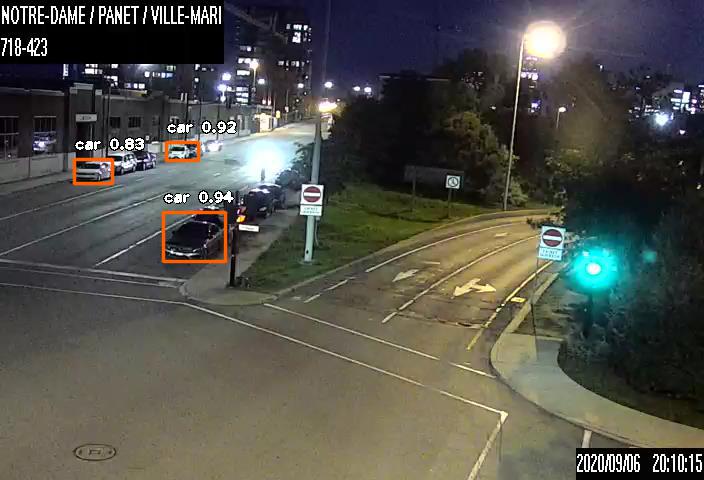 NOTRE-DAME / PANET / VILLE-MARI
718-423
car 0.92
car 0.83
car 0.94
2020/09/06 20:10:15